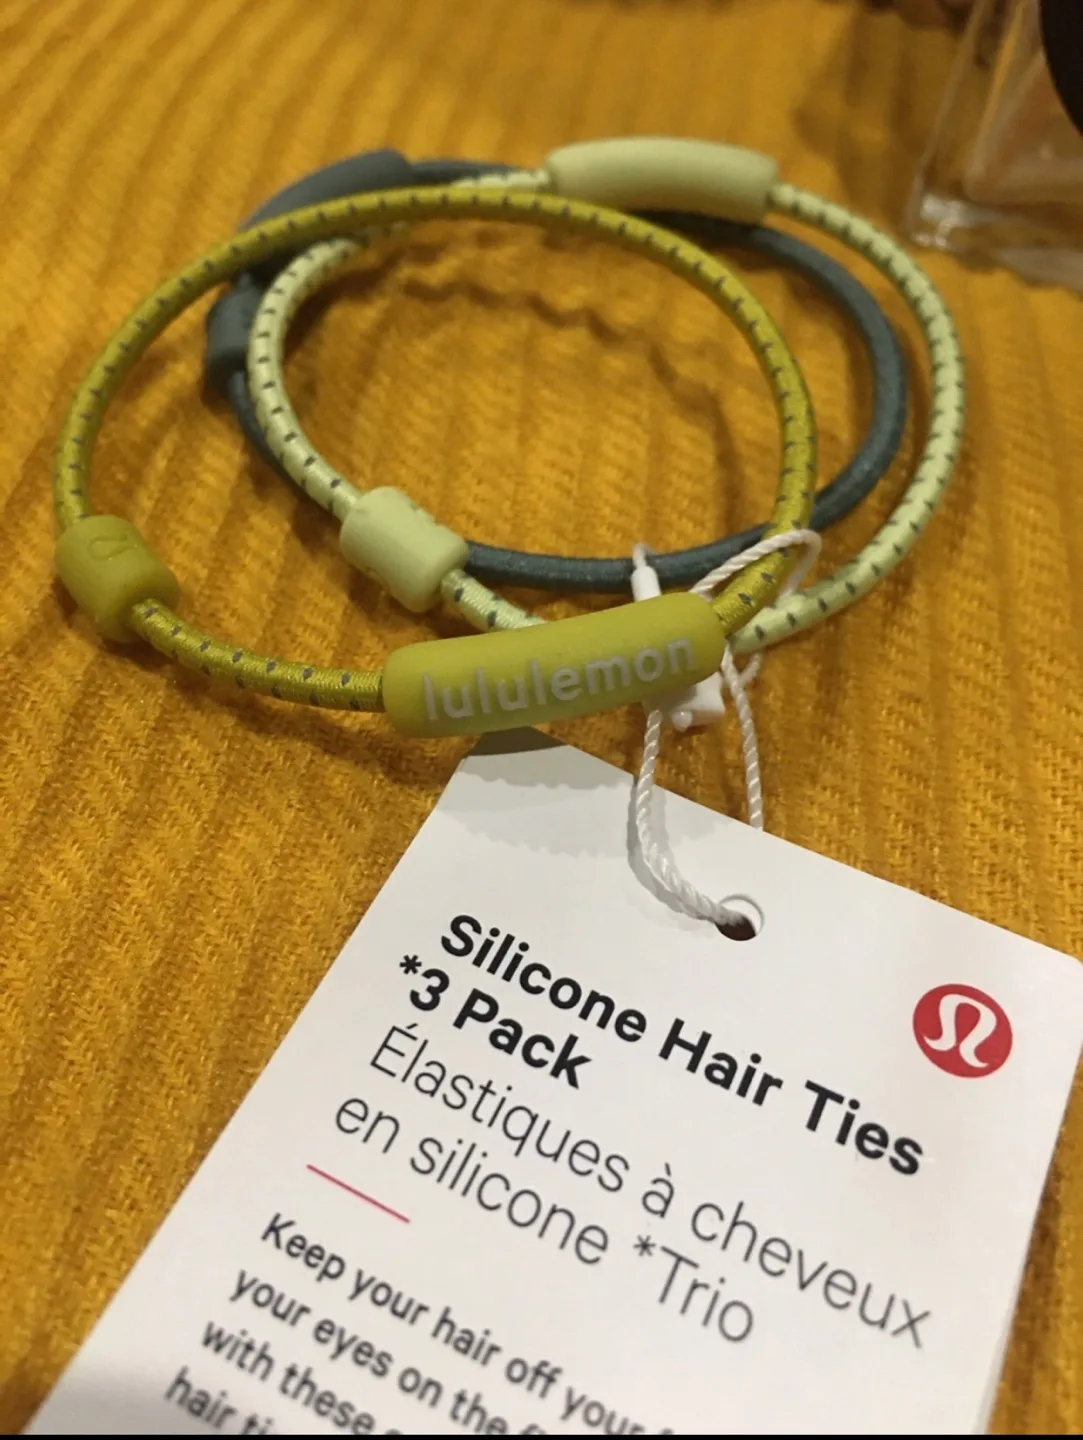 lululemon
Silicone Hair Ties
*3 Pack
Élastiques à cheveux
en silicone *Trio
Keep your hair off your
your eyes on the
with these
hair